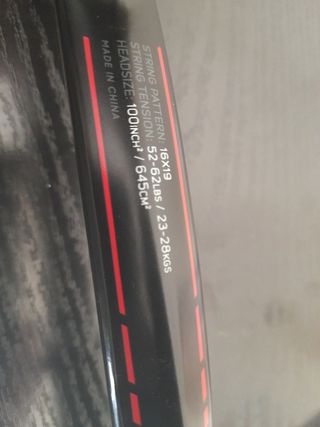 STRING PATTERN: 16X19
STRING TENSION: 52-62LBS / 23-28KGS
HEADSIZE: 100INCH² / 645CM²
MADE IN CHINA